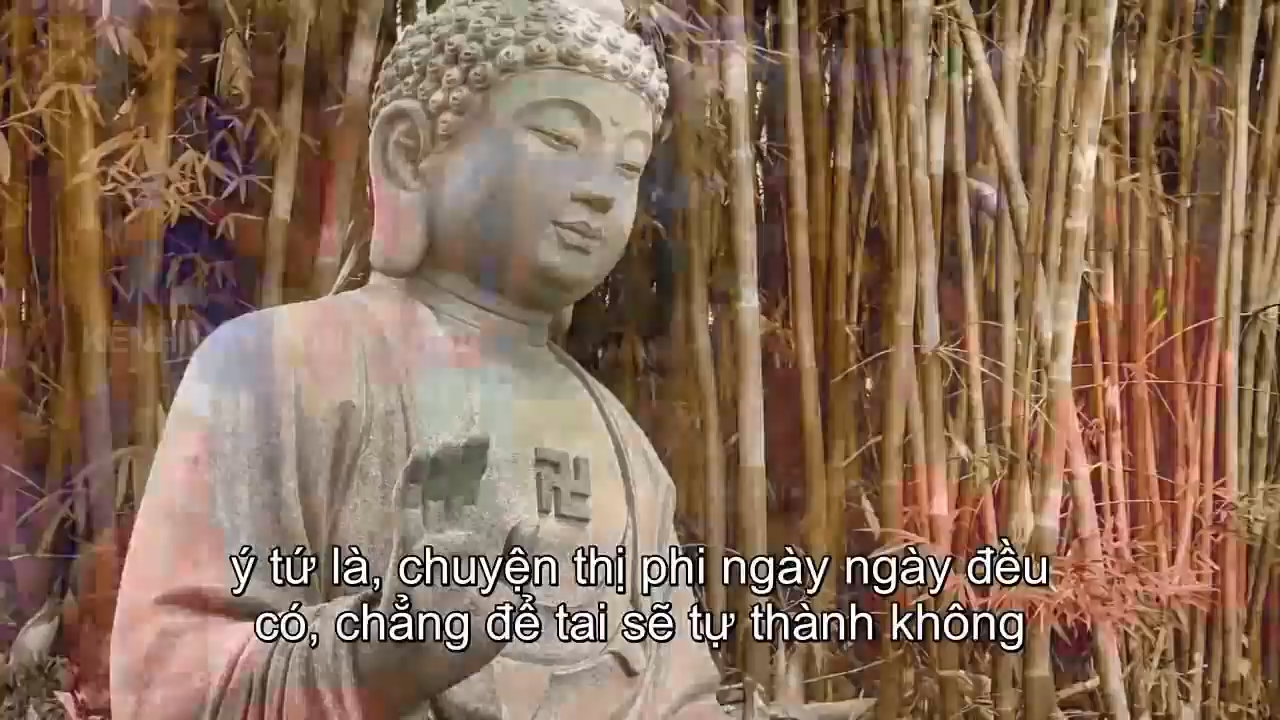 ý tứ là, chuyện thị phi ngày ngày đều
có, chẳng để tai sẽ tự thành không